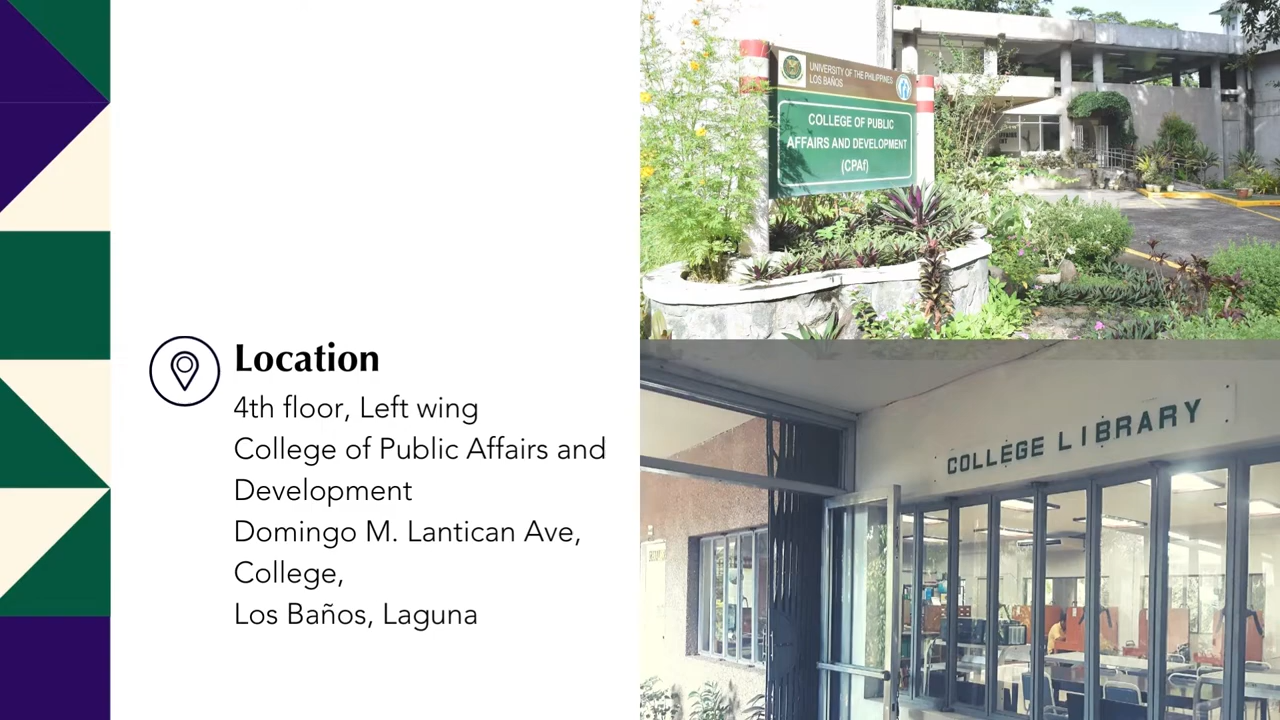 Location
4th floor, Left wing
College of Public Affairs and
Development
Domingo M. Lantican Ave,
College,
Los Baños, Laguna
UNIVERSITY OF THE PHILIPPINES
LOS BAÑOS
COLLEGE OF PUBLIC
AFFAIRS AND DEVELOPMENT
(CPAf)
COLLEGE LIBRARY